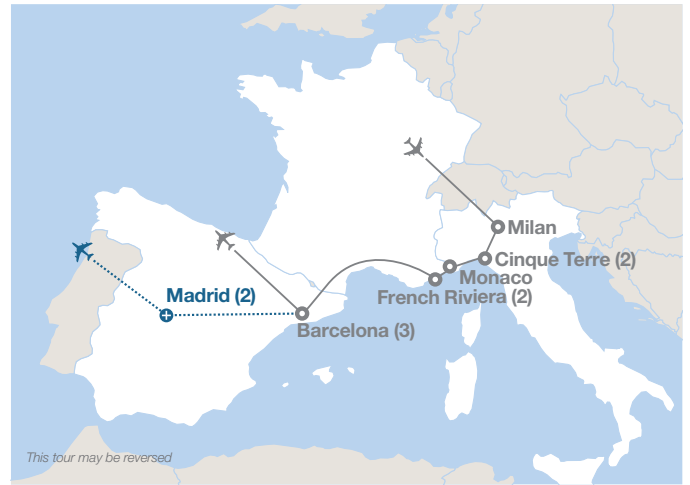 Milan
Cinque Terre (2)
Monaco
French Riviera (2)
Madrid (2)
Barcelona (3)
This tour may be reversed